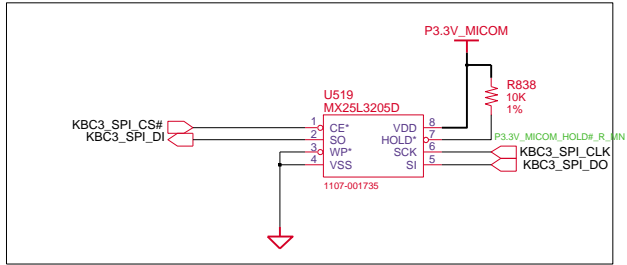 P3.3V_MICOM
R838
10K
1%
U519
MX25L3205D
KBC3_SPI_CS#
1
CE*
VDD
8
KBC3_SPI_DI
2
SO
HOLD*
7
P3.3V_MICOM_HOLD#_R_MN
3
WP*
SCK
6
KBC3_SPI_CLK
4
VSS
SI
5
KBC3_SPI_DO
1107-001735